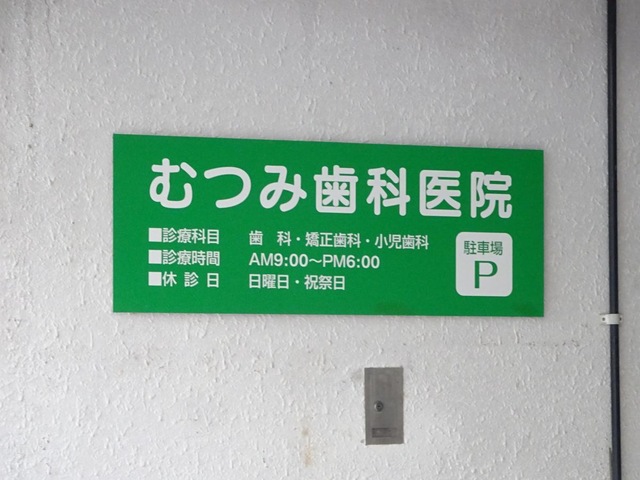 むつみ歯科医院
■診療科目 歯 科・矯正歯科・小児歯科
■診療時間 AM9:00〜PM6:00
■休 診 日 日曜日・祝祭日
駐車場
P